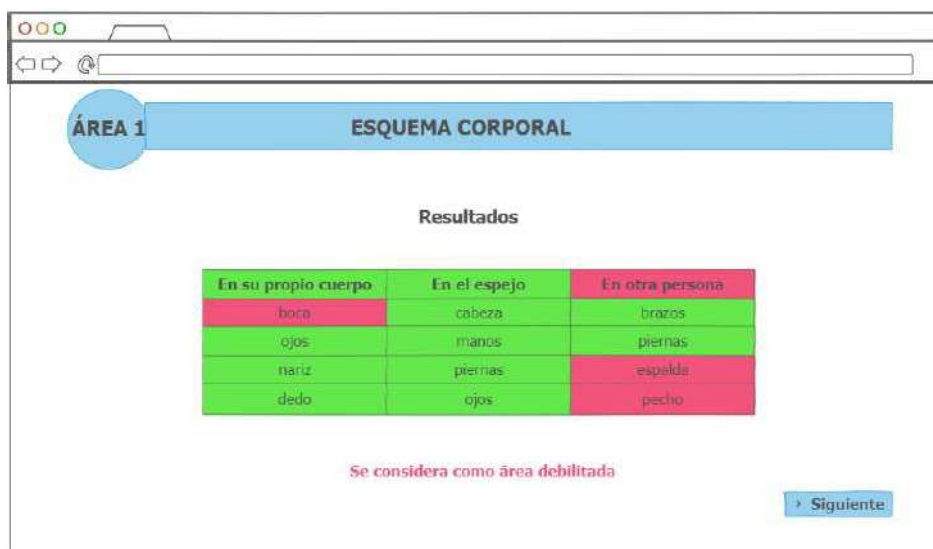 ÁREA 1 ESQUEMA CORPORAL
Resultados
En su propio cuerpo En el espejo En otra persona
boca cabeza brazos
ojos manos piernas
nariz piernas espalda
dedo ojos pecho
Se considera como área debilitada
› Siguiente